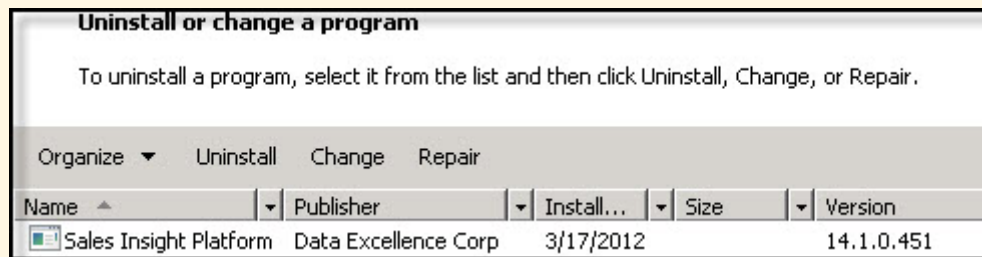 Uninstall or change a program
To uninstall a program, select it from the list and then click Uninstall, Change, or Repair.
Organize Uninstall Change Repair
Name Publisher Install... Size Version
Sales Insight Platform Data Excellence Corp 3/17/2012 14.1.0.451